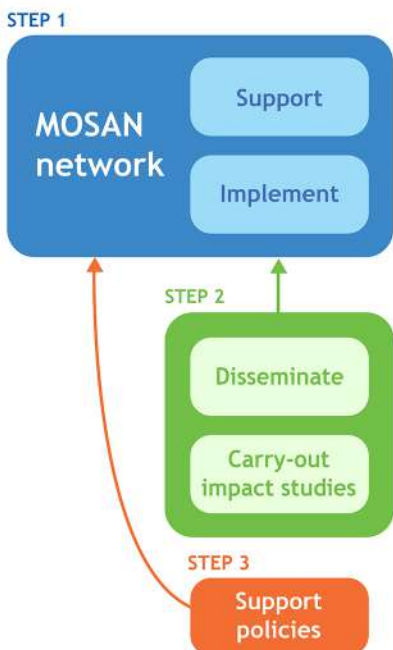 STEP 1
MOSAN
network
Support
Implement
STEP 2
Disseminate
Carry-out
impact studies
STEP 3
Support
policies